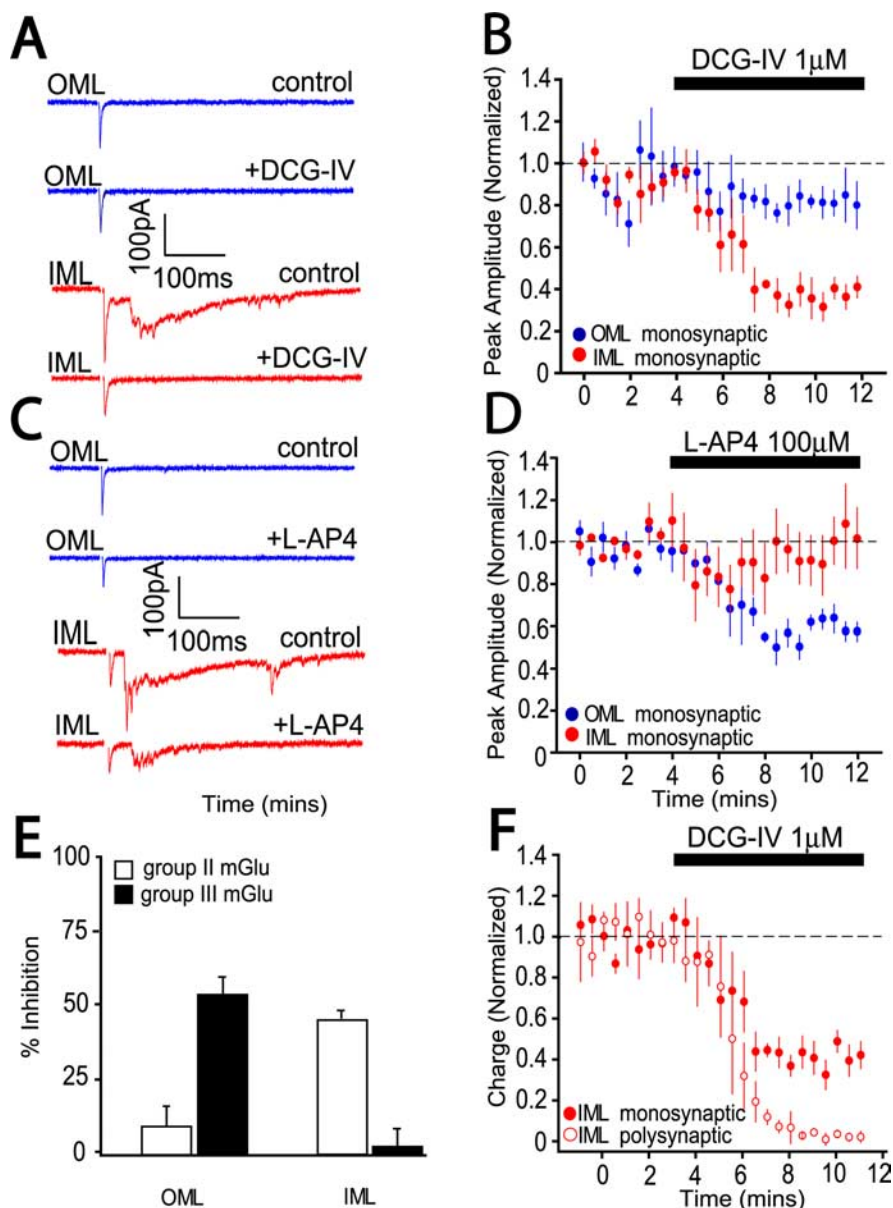 A
OML
control
OML
+DCG-IV
100pA
100ms
IML
control
IML
+DCG-IV
B
DCG-IV 1μM
Peak Amplitude (Normalized)
1.4
1.2
1.0
0.8
0.6
0.4
0
OML monosynaptic
IML monosynaptic
0 2 4 6 8 10 12
C
OML
control
OML
+L-AP4
100pA
100ms
IML
control
IML
+L-AP4
Time (mins)
D
L-AP4 100μM
Peak Amplitude (Normalized)
1.4
1.2
1.0
0.8
0.6
0.4
0.2
0
OML monosynaptic
IML monosynaptic
0 2 4 6 8 10 12
Time (mins)
E
group II mGlu
group III mGlu
% Inhibition
100
75
50
25
0
OML IML
F
DCG-IV 1μM
Charge (Normalized)
1.4
1.2
1.0
0.8
0.6
0.4
0.2
0
IML monosynaptic
IML polysynaptic
0 2 4 6 8 10 12
Time (mins)